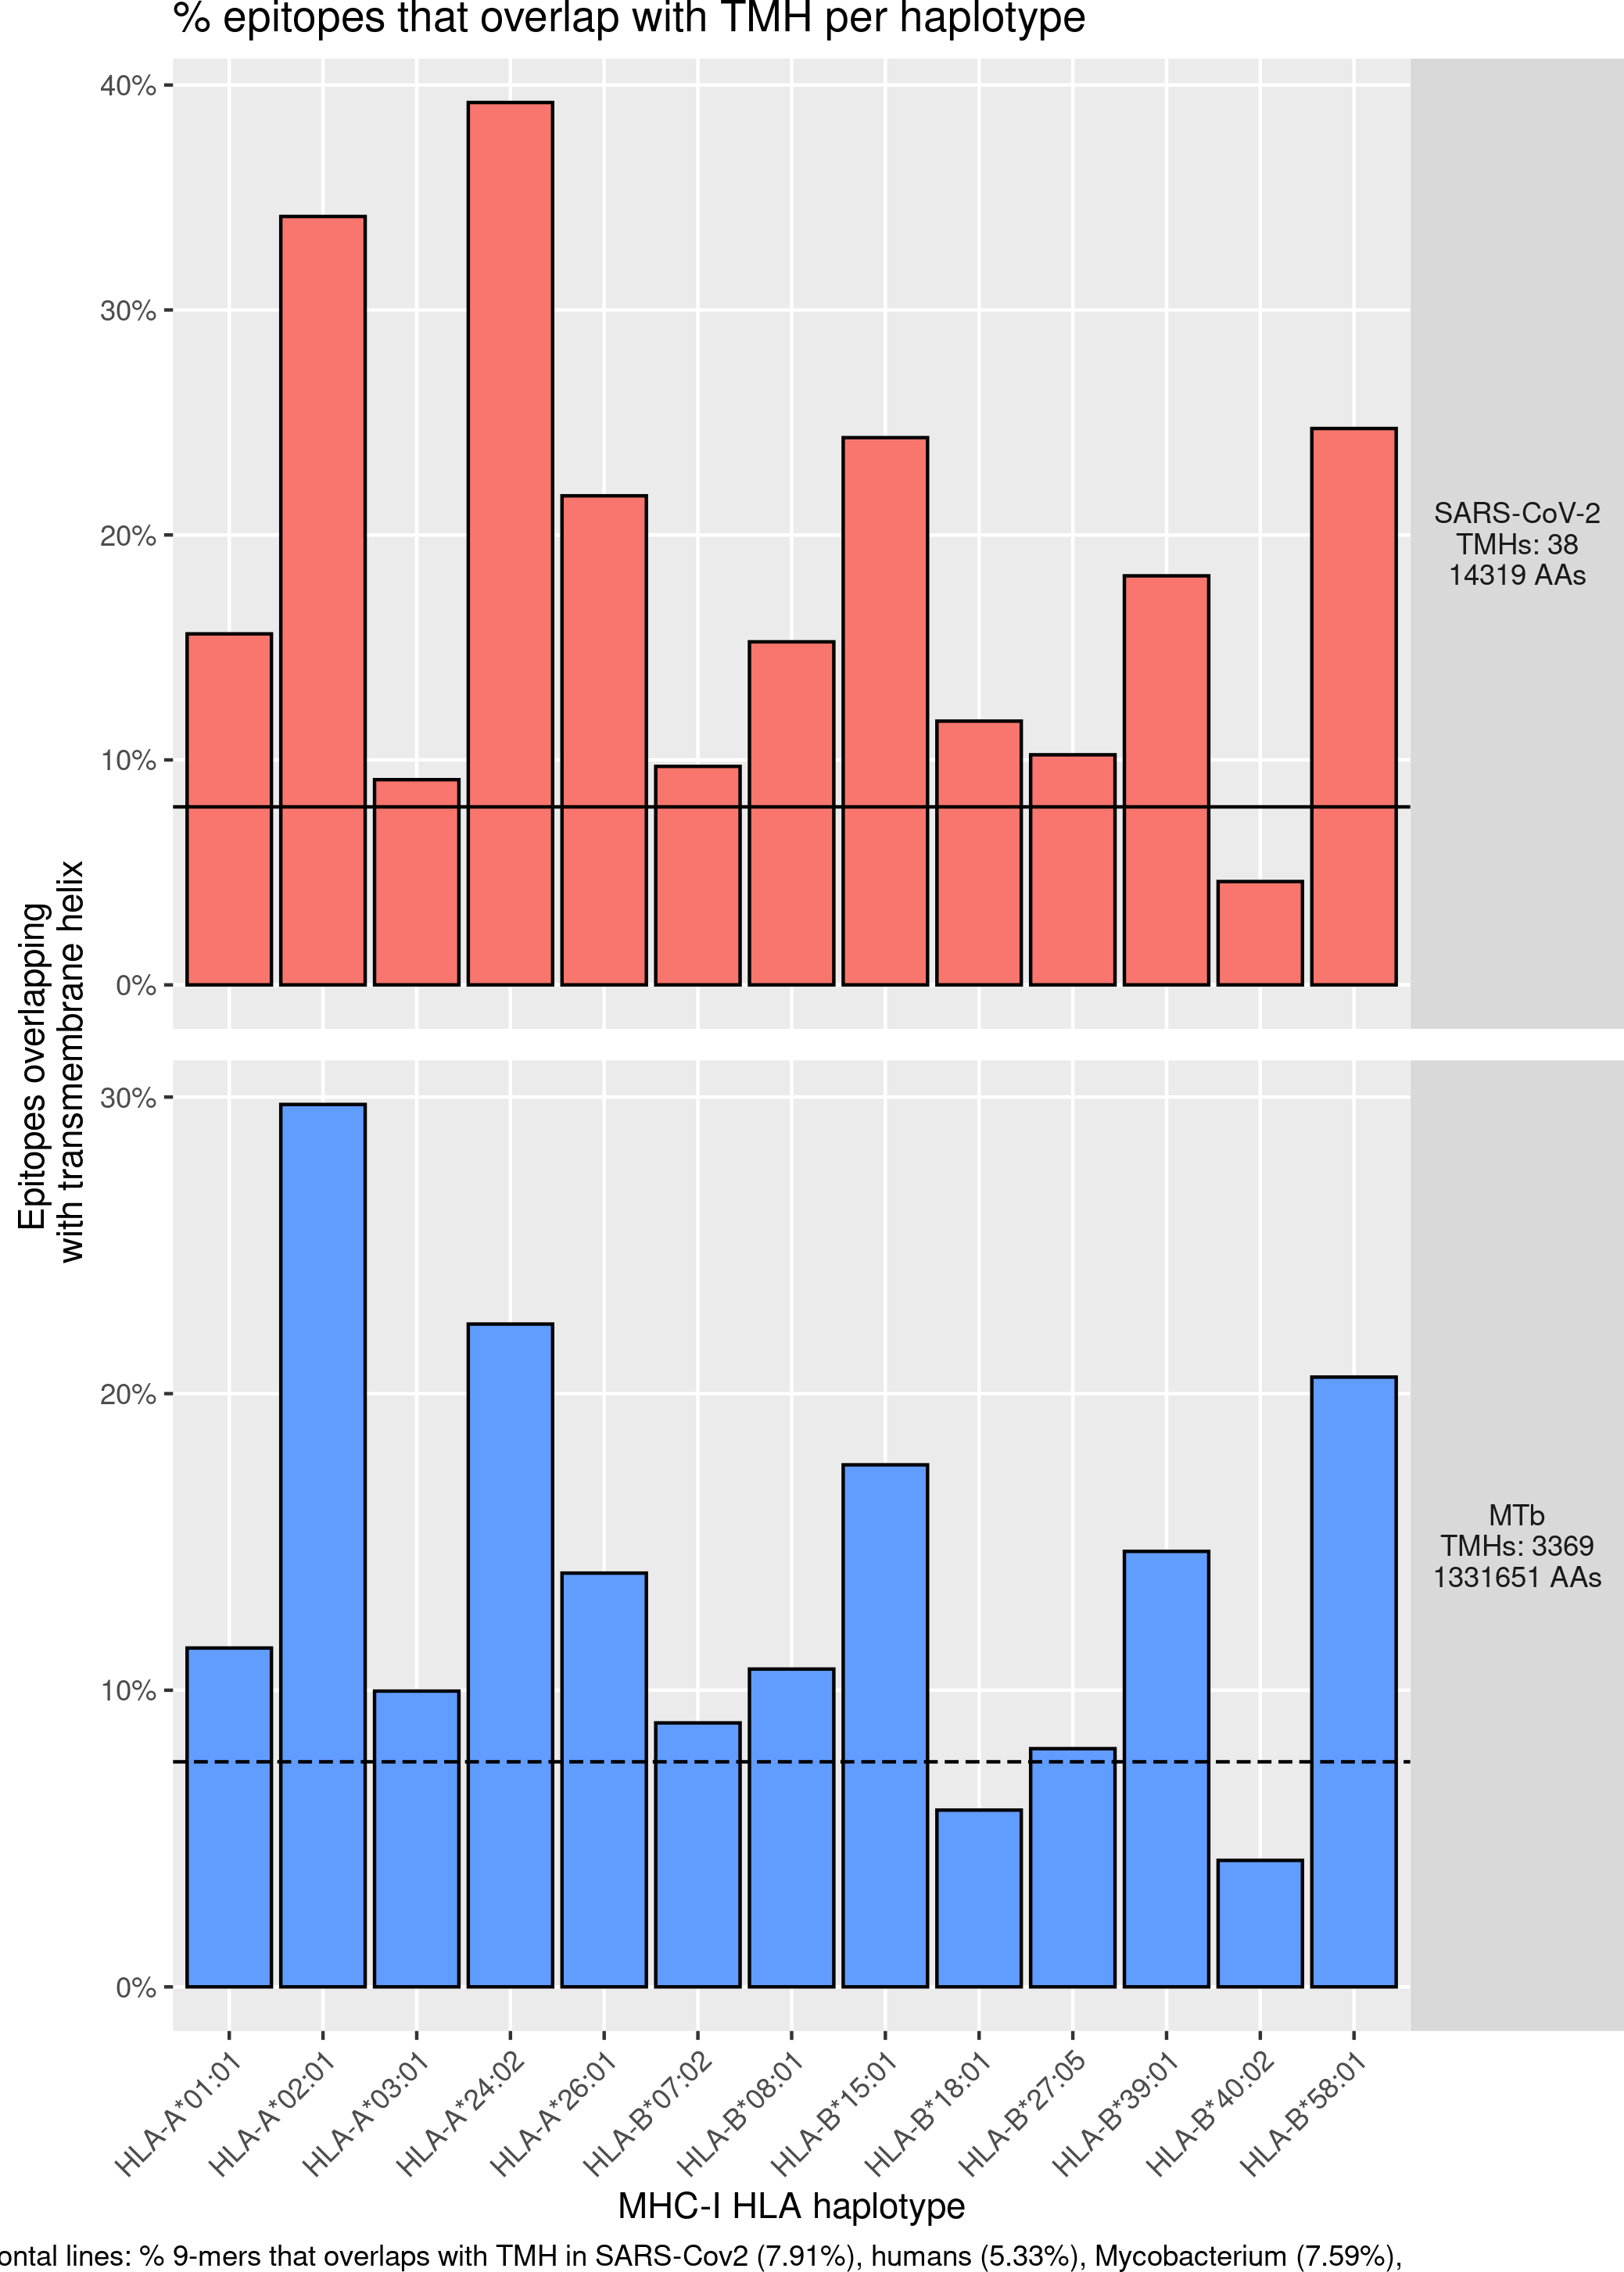 % epitopes that overlap with TMH per haplotype
40%
30%
20%
10%
0%
SARS-CoV-2
TMHs: 38
14319 AAs
Epitopes overlapping
with transmembrane helix
30%
20%
10%
0%
MTb
TMHs: 3369
1331651 AAs
HLA-A*01:01
HLA-A*02:01
HLA-A*03:01
HLA-A*24:02
HLA-A*26:01
HLA-B*07:02
HLA-B*08:01
HLA-B*15:01
HLA-B*18:01
HLA-B*27:05
HLA-B*39:01
HLA-B*40:02
HLA-B*58:01
MHC-I HLA haplotype
ontal lines: % 9-mers that overlaps with TMH in SARS-Cov2 (7.91%), humans (5.33%), Mycobacterium (7.59%),